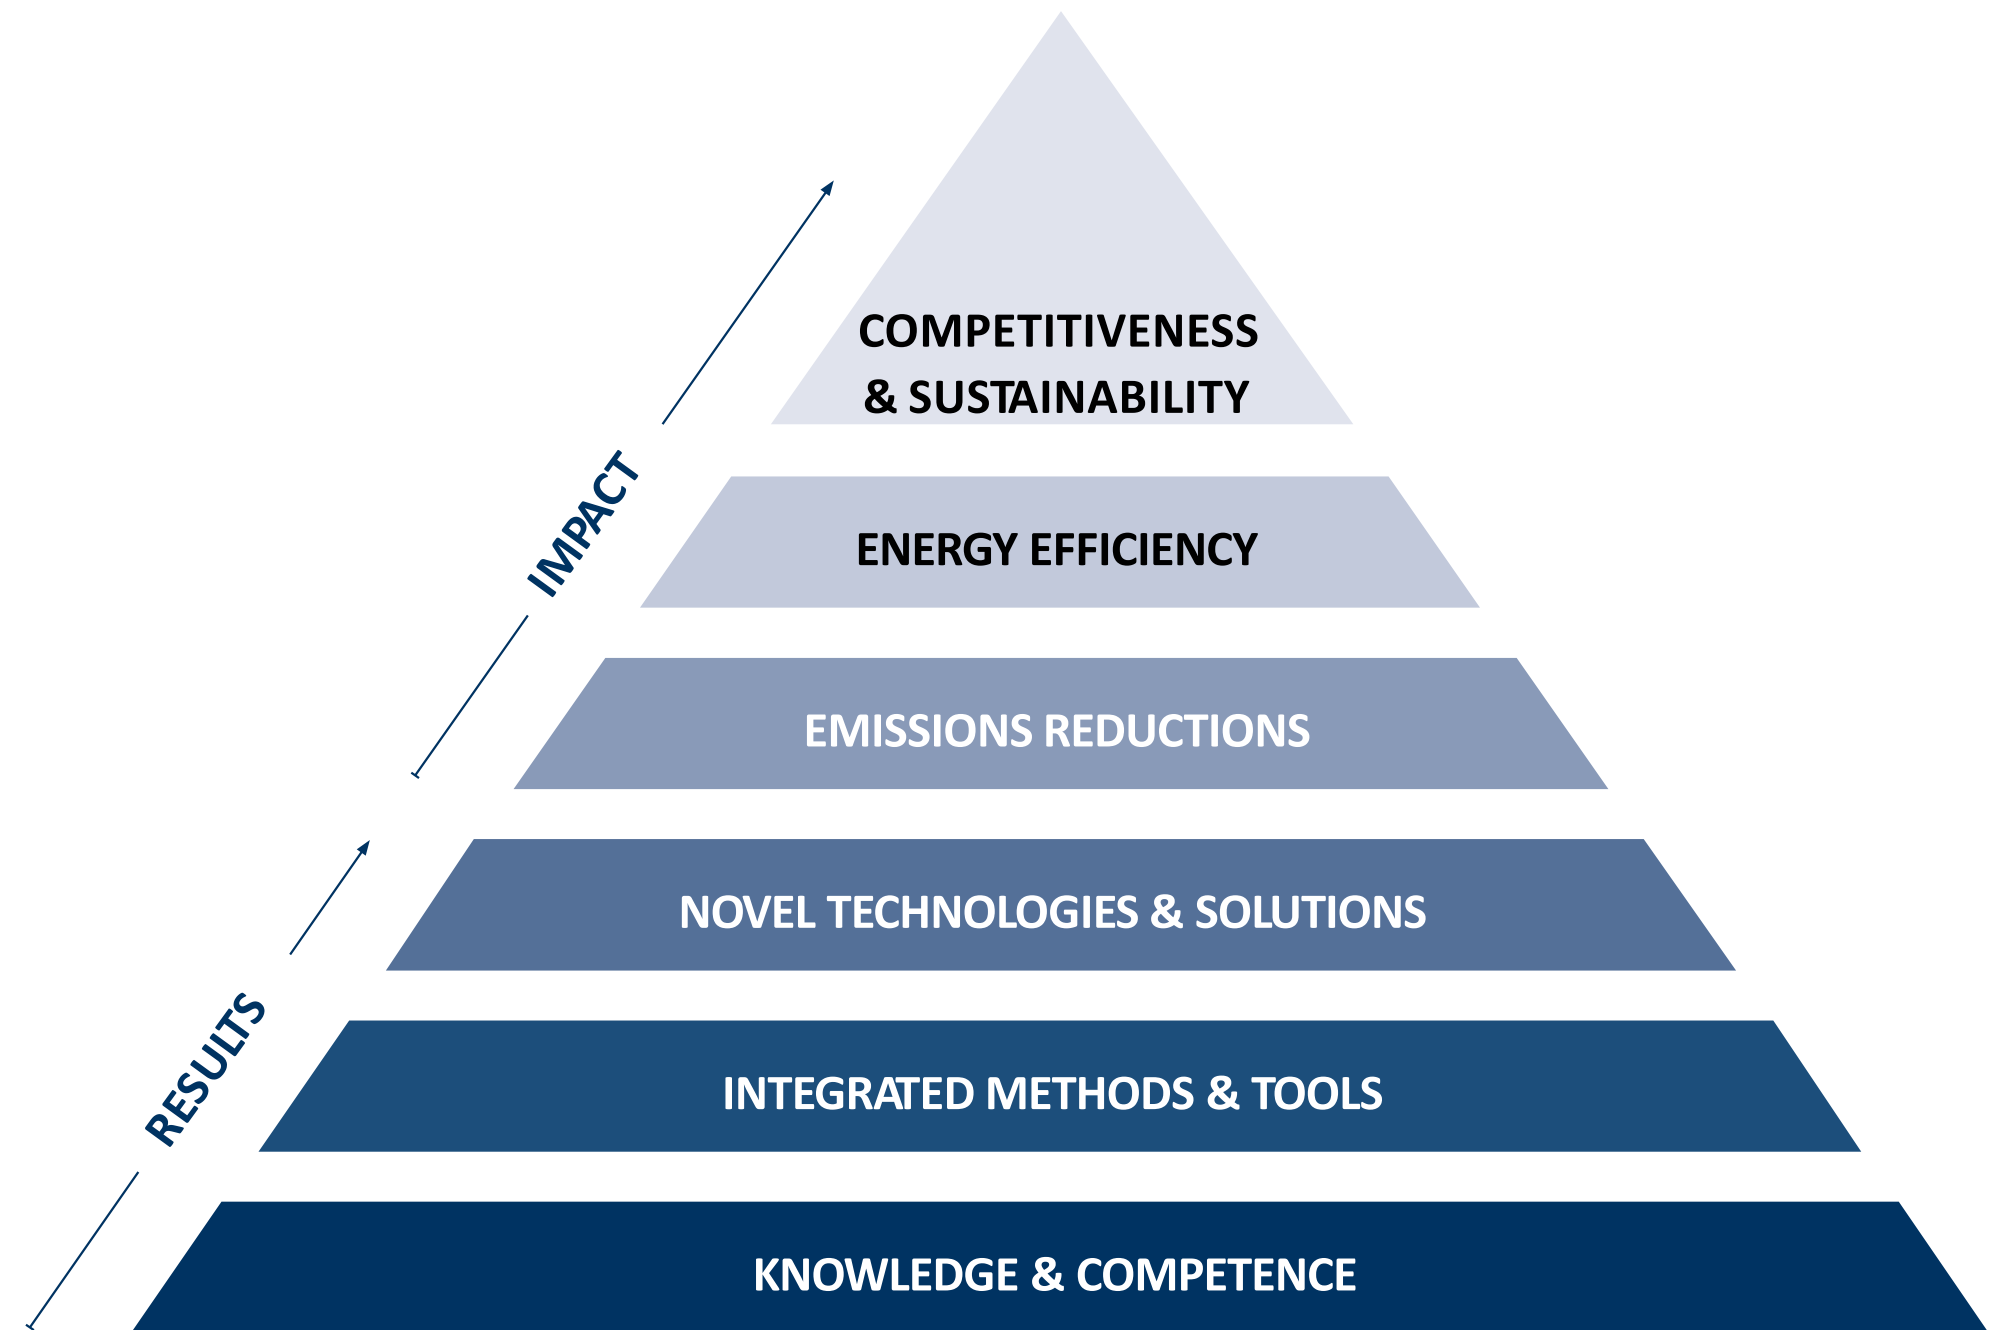 COMPETITIVENESS
& SUSTAINABILITY
ENERGY EFFICIENCY
IMPACT
EMISSIONS REDUCTIONS
NOVEL TECHNOLOGIES & SOLUTIONS
RESULTS
INTEGRATED METHODS & TOOLS
KNOWLEDGE & COMPETENCE